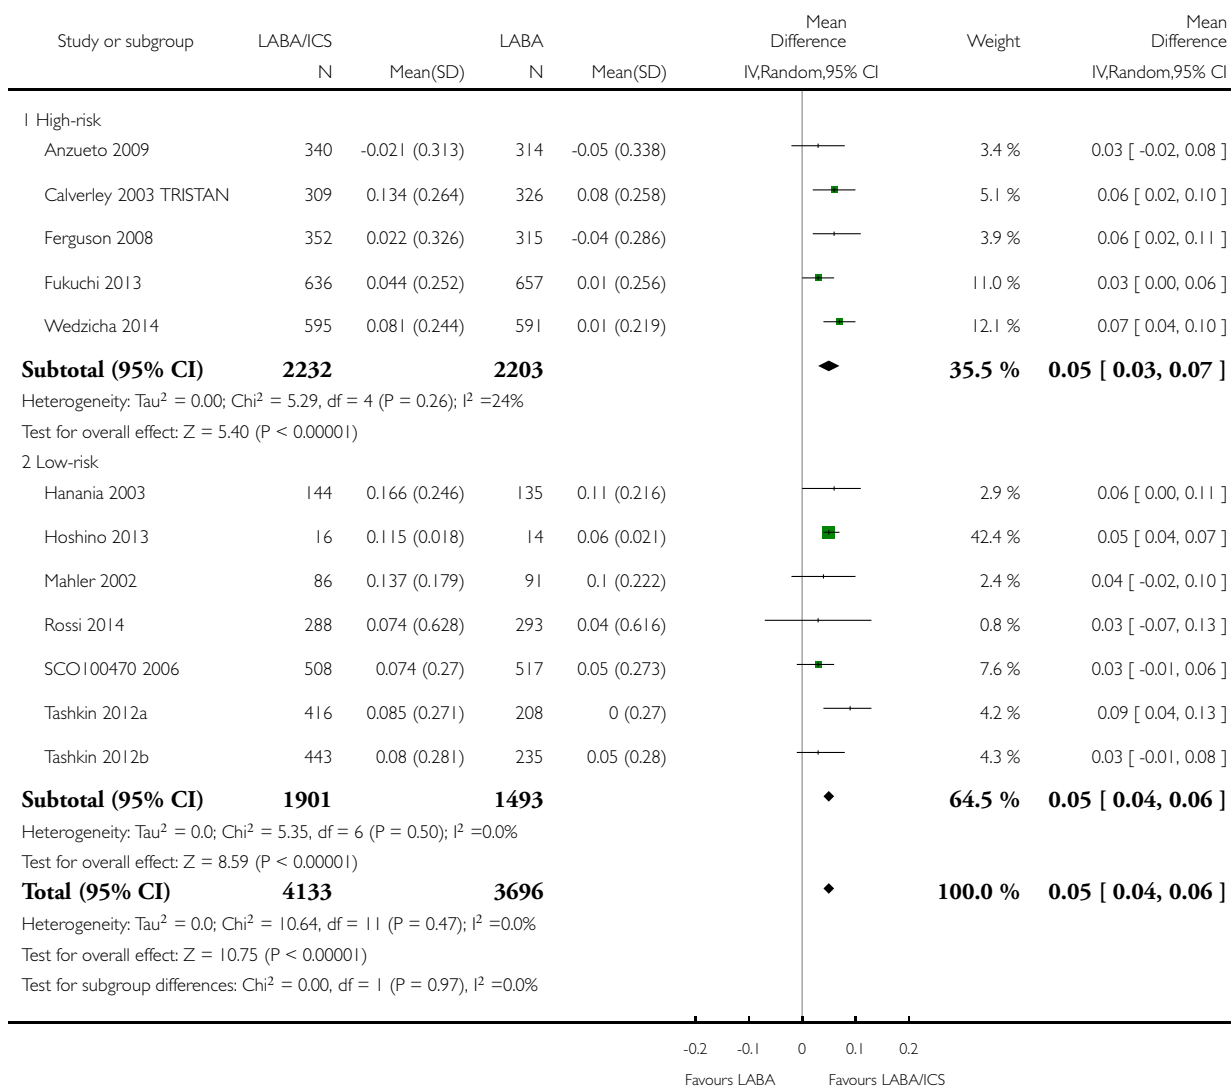 Study or subgroup LABA/ICS LABA Mean Difference Weight Mean Difference
N Mean(SD) N Mean(SD) IV,Random,95% CI IV,Random,95% CI
1 High-risk
Anzueto 2009 340 -0.021 (0.313) 314 -0.05 (0.338) 3.4 % 0.03 [ -0.02, 0.08 ]
Calverley 2003 TRISTAN 309 0.134 (0.264) 326 0.08 (0.258) 5.1 % 0.06 [ 0.02, 0.10 ]
Ferguson 2008 352 0.022 (0.326) 315 -0.04 (0.286) 3.9 % 0.06 [ 0.02, 0.11 ]
Fukuchi 2013 636 0.044 (0.252) 657 0.01 (0.256) 11.0 % 0.03 [ 0.00, 0.06 ]
Wedzicha 2014 595 0.081 (0.244) 591 0.01 (0.219) 12.1 % 0.07 [ 0.04, 0.10 ]
Subtotal (95% CI) 2232 2203 35.5 % 0.05 [ 0.03, 0.07 ]
Heterogeneity: Tau² = 0.00; Chi² = 5.29, df = 4 (P = 0.26); I² =24%
Test for overall effect: Z = 5.40 (P < 0.00001)
2 Low-risk
Hanania 2003 144 0.166 (0.246) 135 0.11 (0.216) 2.9 % 0.06 [ 0.00, 0.11 ]
Hoshino 2013 16 0.115 (0.018) 14 0.06 (0.021) 42.4 % 0.05 [ 0.04, 0.07 ]
Mahler 2002 86 0.137 (0.179) 91 0.1 (0.222) 2.4 % 0.04 [ -0.02, 0.10 ]
Rossi 2014 288 0.074 (0.628) 293 0.04 (0.616) 0.8 % 0.03 [ -0.07, 0.13 ]
SCO100470 2006 508 0.074 (0.27) 517 0.05 (0.273) 7.6 % 0.03 [ -0.01, 0.06 ]
Tashkin 2012a 416 0.085 (0.271) 208 0 (0.27) 4.2 % 0.09 [ 0.04, 0.13 ]
Tashkin 2012b 443 0.08 (0.281) 235 0.05 (0.28) 4.3 % 0.03 [ -0.01, 0.08 ]
Subtotal (95% CI) 1901 1493 64.5 % 0.05 [ 0.04, 0.06 ]
Heterogeneity: Tau² = 0.0; Chi² = 5.35, df = 6 (P = 0.50); I² =0.0%
Test for overall effect: Z = 8.59 (P < 0.00001)
Total (95% CI) 4133 3696 100.0 % 0.05 [ 0.04, 0.06 ]
Heterogeneity: Tau² = 0.0; Chi² = 10.64, df = 11 (P = 0.47); I² =0.0%
Test for overall effect: Z = 10.75 (P < 0.00001)
Test for subgroup differences: Chi² = 0.00, df = 1 (P = 0.97), I² =0.0%
-0.2 -0.1 0 0.1 0.2
Favours LABA Favours LABA/ICS